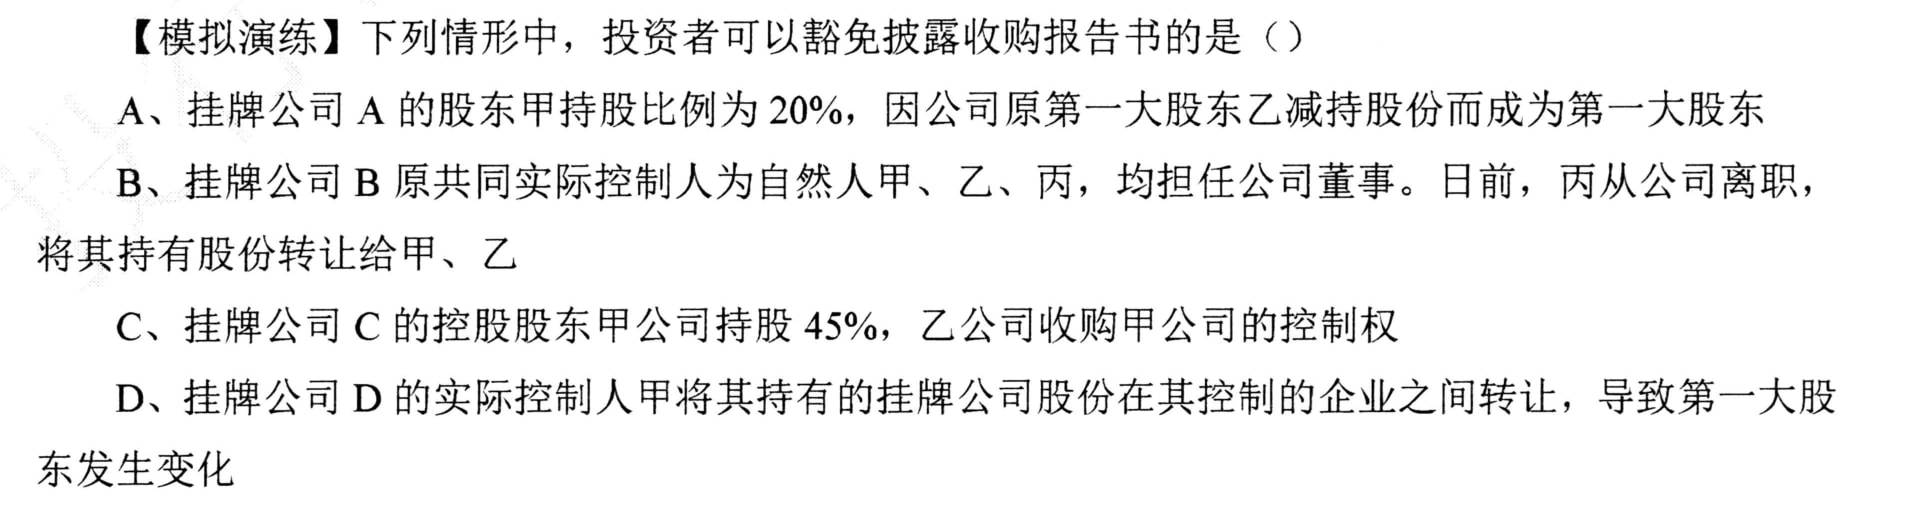 【模拟演练】下列情形中，投资者可以豁免披露收购报告书的是（）
A、挂牌公司 A 的股东甲持股比例为 20%，因公司原第一大股东乙减持股份而成为第一大股东
B、挂牌公司 B 原共同实际控制人为自然人甲、乙、丙，均担任公司董事。日前，丙从公司离职，
将其持有股份转让给甲、乙
C、挂牌公司 C 的控股股东甲公司持股 45%，乙公司收购甲公司的控制权
D、挂牌公司 D 的实际控制人甲将其持有的挂牌公司股份在其控制的企业之间转让，导致第一大股
东发生变化